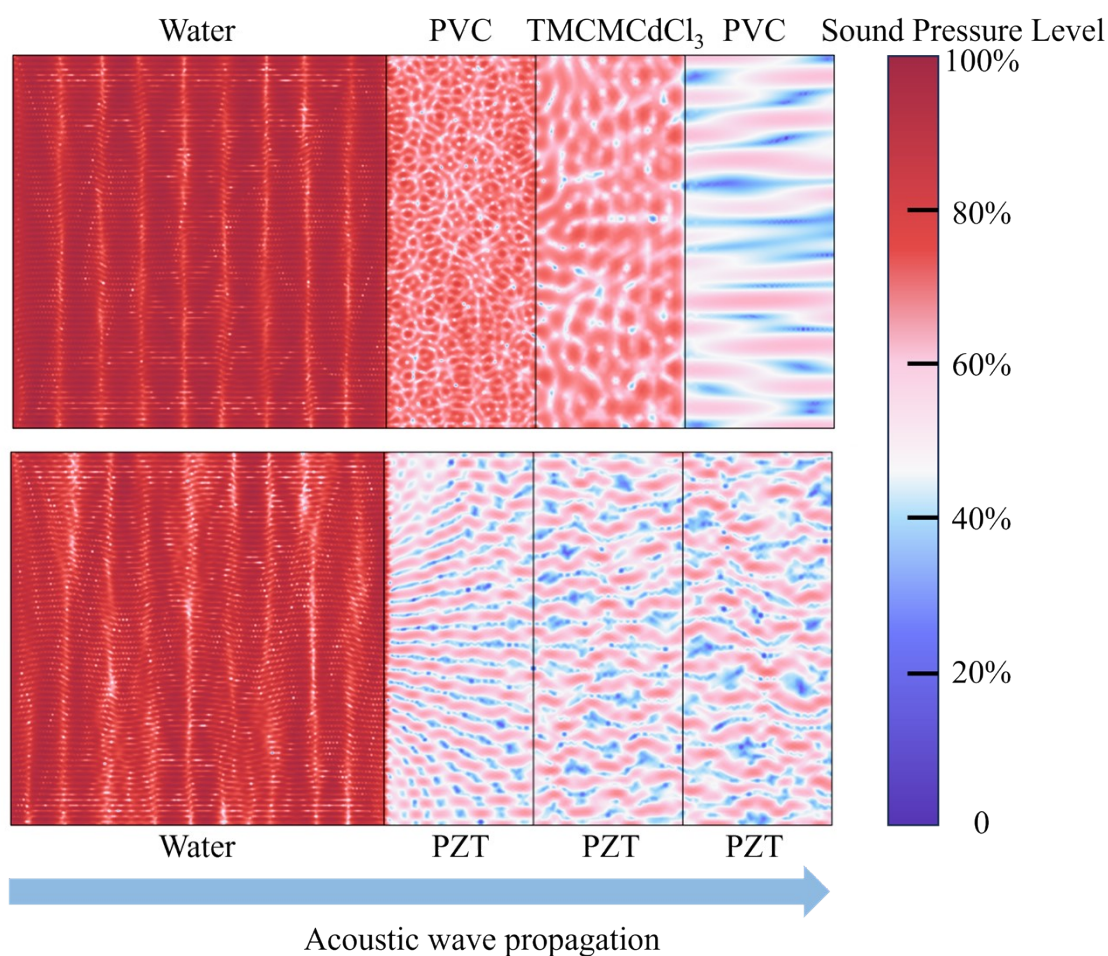 Water PVC TMCMCdCl₃ PVC Sound Pressure Level
100%
80%
60%
40%
20%
0
Water PZT PZT PZT
Acoustic wave propagation